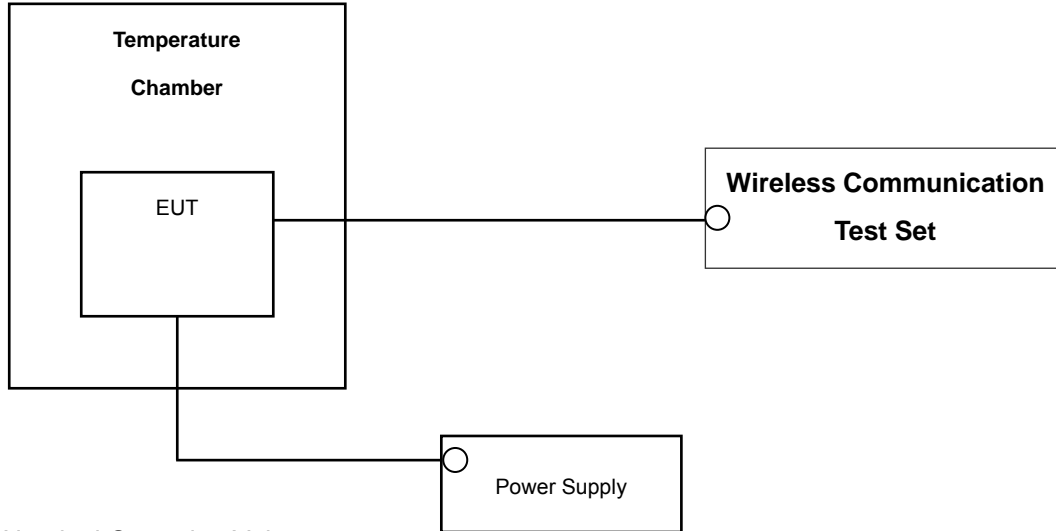 Temperature
Chamber
EUT
Wireless Communication
Test Set
Power Supply